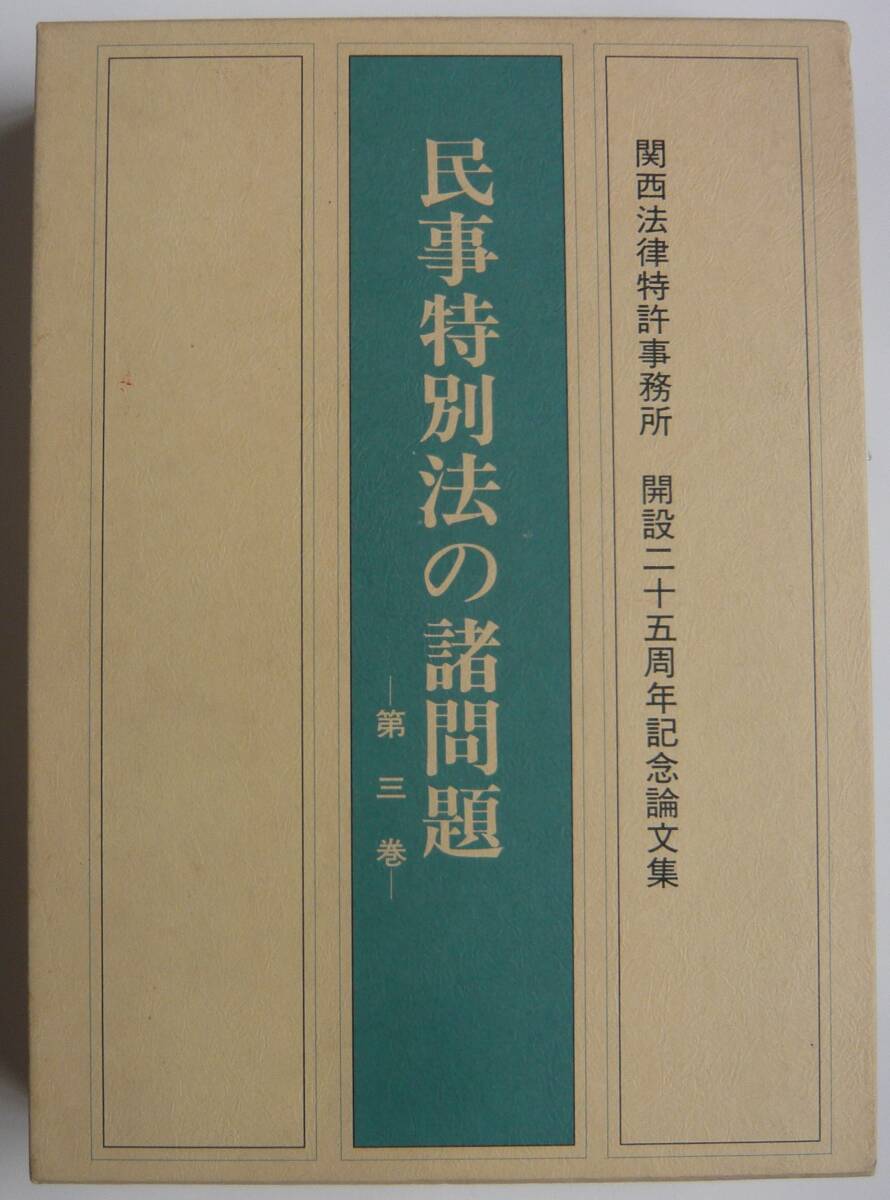 関西法律特許事務所　開設二十五周年記念論文集
民事特別法の諸問題
―第三巻―